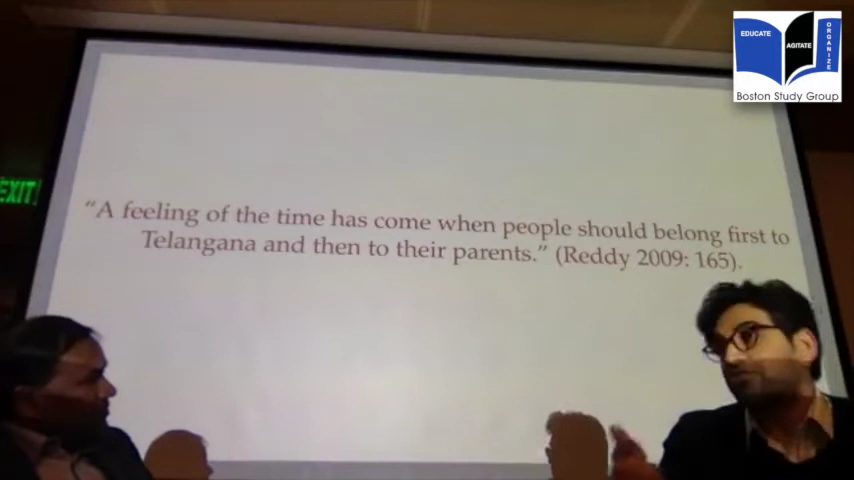 EDUCATE
AGITATE
ORGANIZE
Boston Study Group
EXIT
“A feeling of the time has come when people should belong first to
Telangana and then to their parents.” (Reddy 2009: 165).